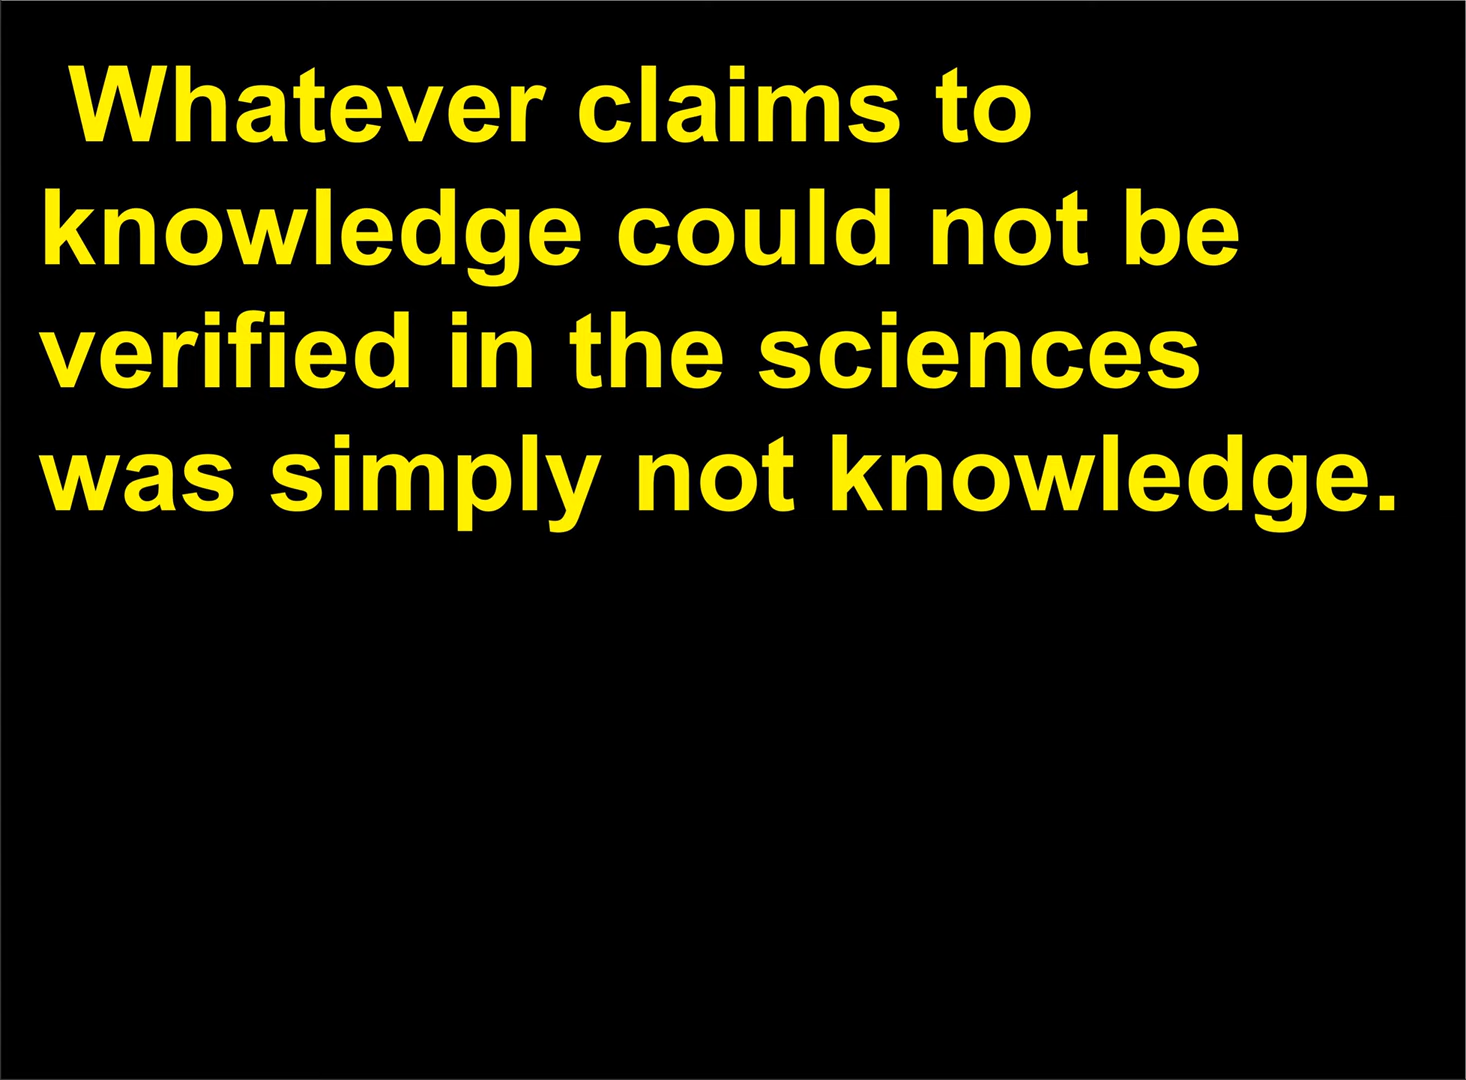 Whatever claims to
knowledge could not be
verified in the sciences
was simply not knowledge.